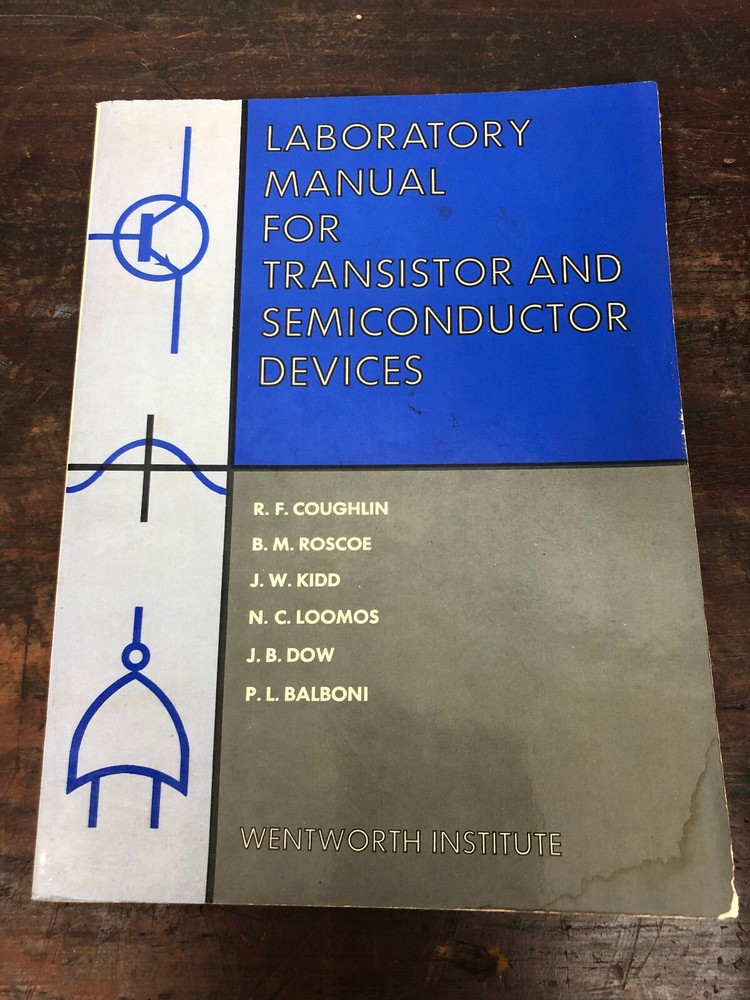 LABORATORY
MANUAL
FOR
TRANSISTOR AND
SEMICONDUCTOR
DEVICES
R. F. COUGHLIN
B. M. ROSCOE
J. W. KIDD
N. C. LOOMOS
J. B. DOW
P. L. BALBONI
WENTWORTH INSTITUTE